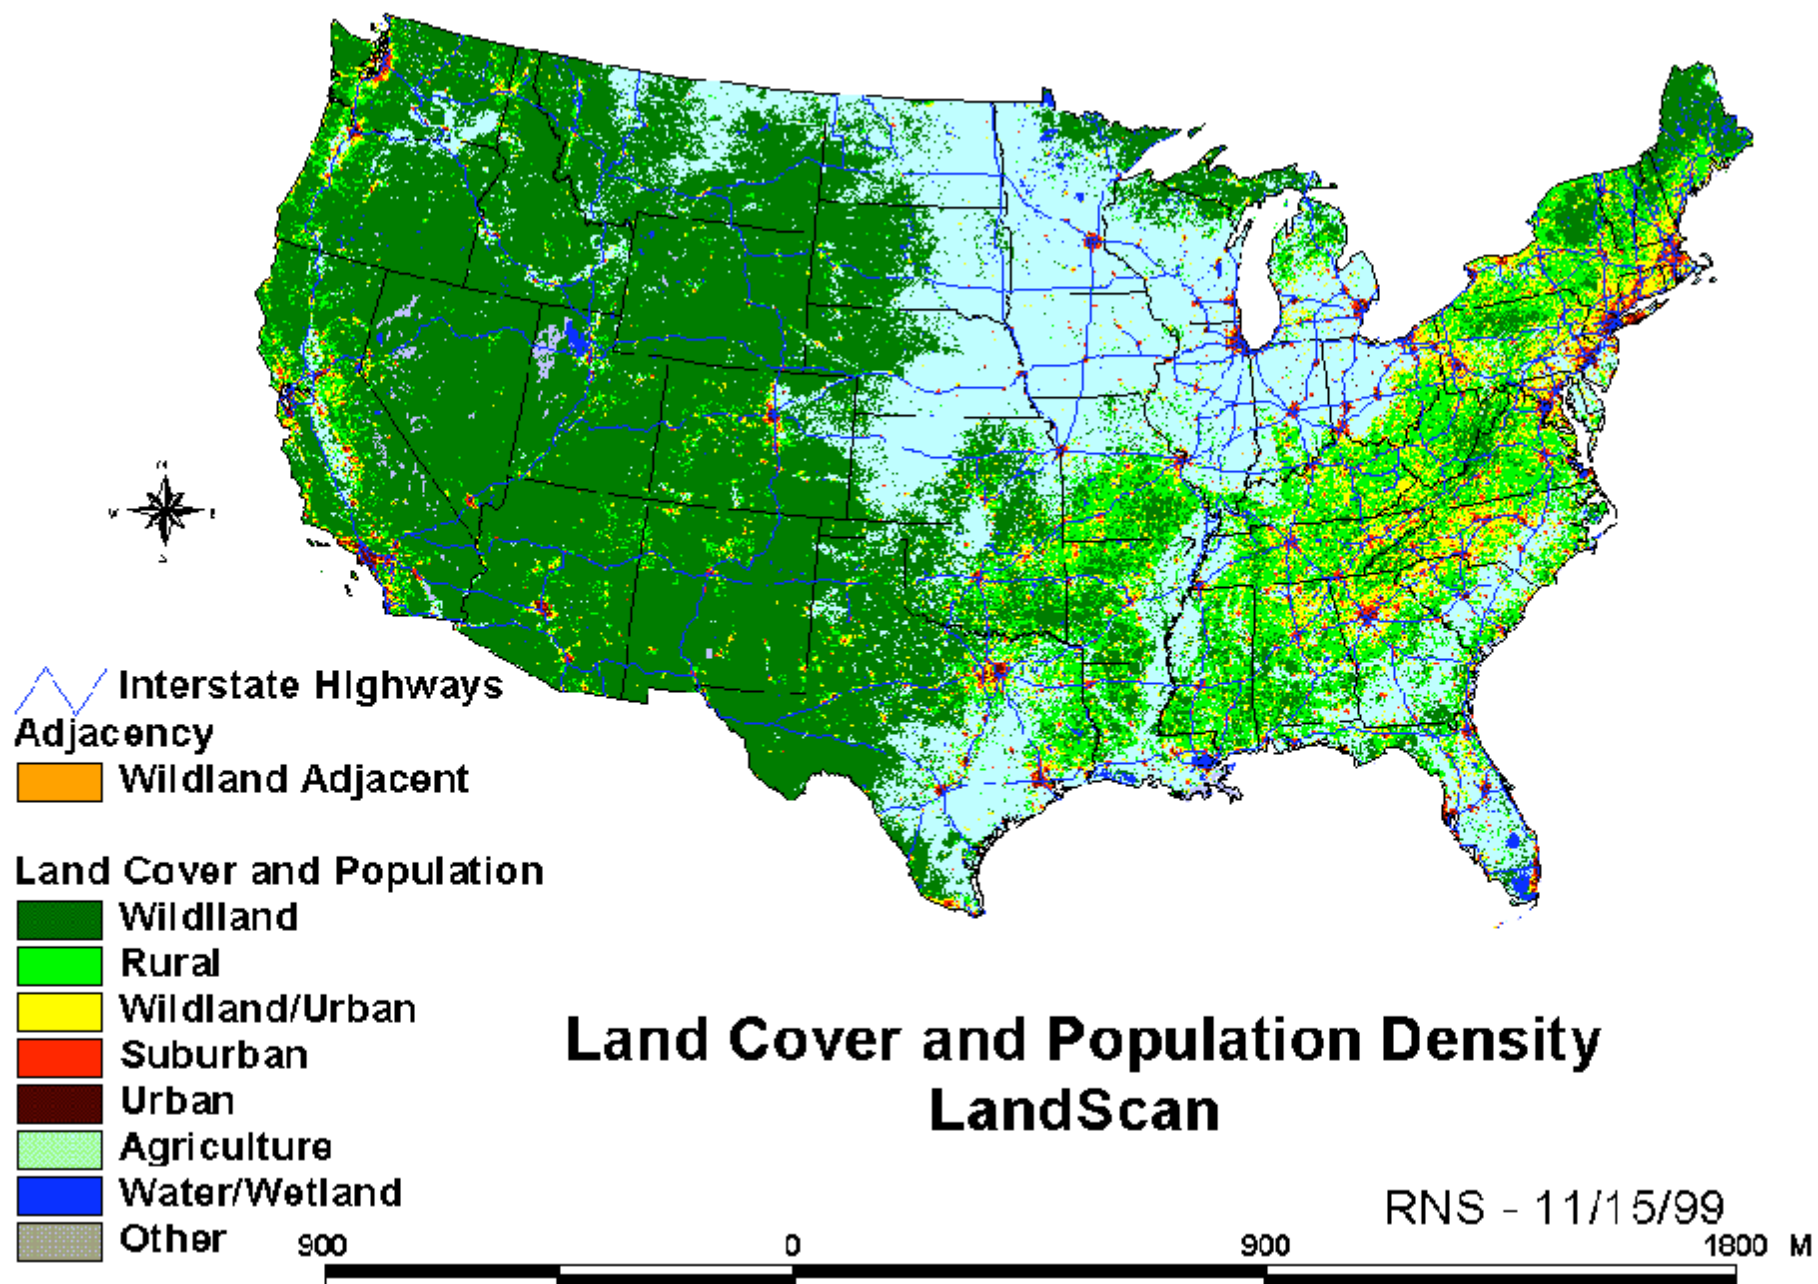 Interstate Highways
Adjacency
Wildland Adjacent
Land Cover and Population
Wildlland
Rural
Wildland/Urban
Suburban
Urban
Agriculture
Water/Wetland
Other
Land Cover and Population Density
LandScan
RNS - 11/15/99
900 0 900 1800 M